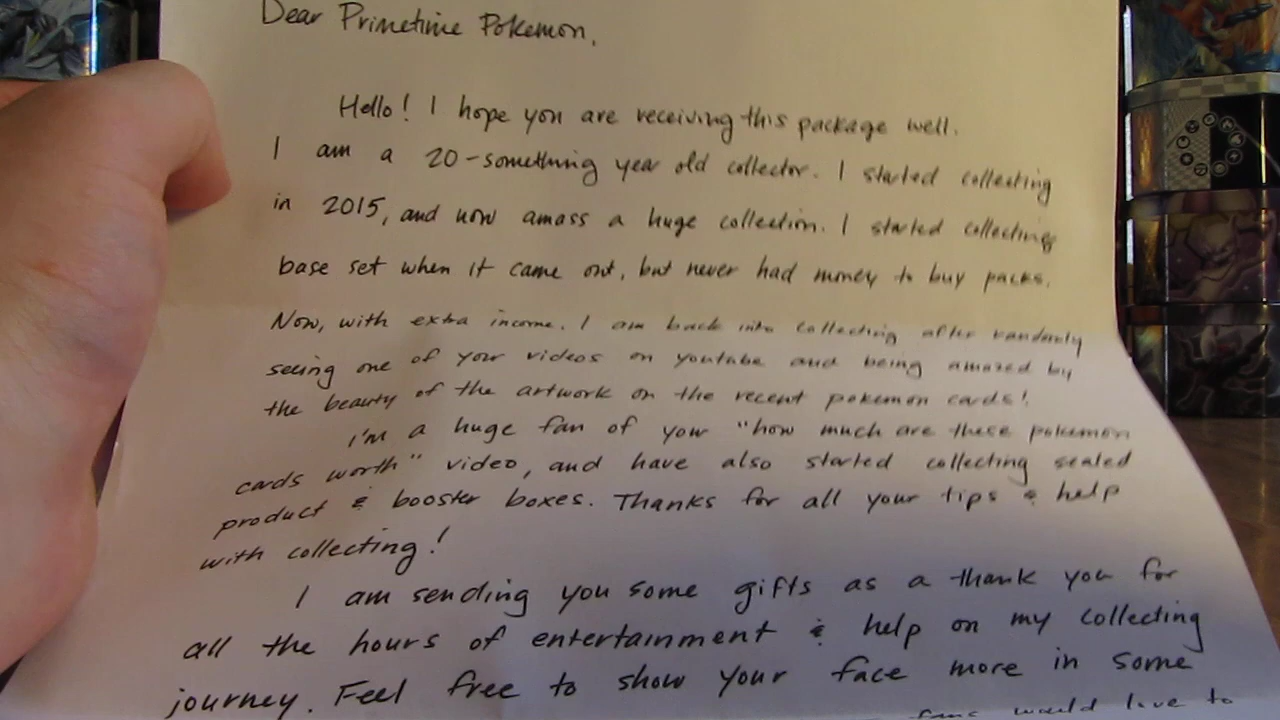 Dear Primetime Pokemon,
Hello! I hope you are receiving this package well.
I am a 20-something year old collector. I started collecting
in 2015, and now amass a huge collection. I started collecting
base set when it came out, but never had money to buy packs.
Now, with extra income, I am back into collecting after randomly
seeing one of your videos on youtube and being amazed by
the beauty of the artwork on the recent pokemon cards!
I'm a huge fan of your "how much are these pokemon
cards worth" video, and have also started collecting sealed
product & booster boxes. Thanks for all your tips & help
with collecting!
I am sending you some gifts as a thank you for
all the hours of entertainment & help on my collecting
journey. Feel free to show your face more in some
fans would love to